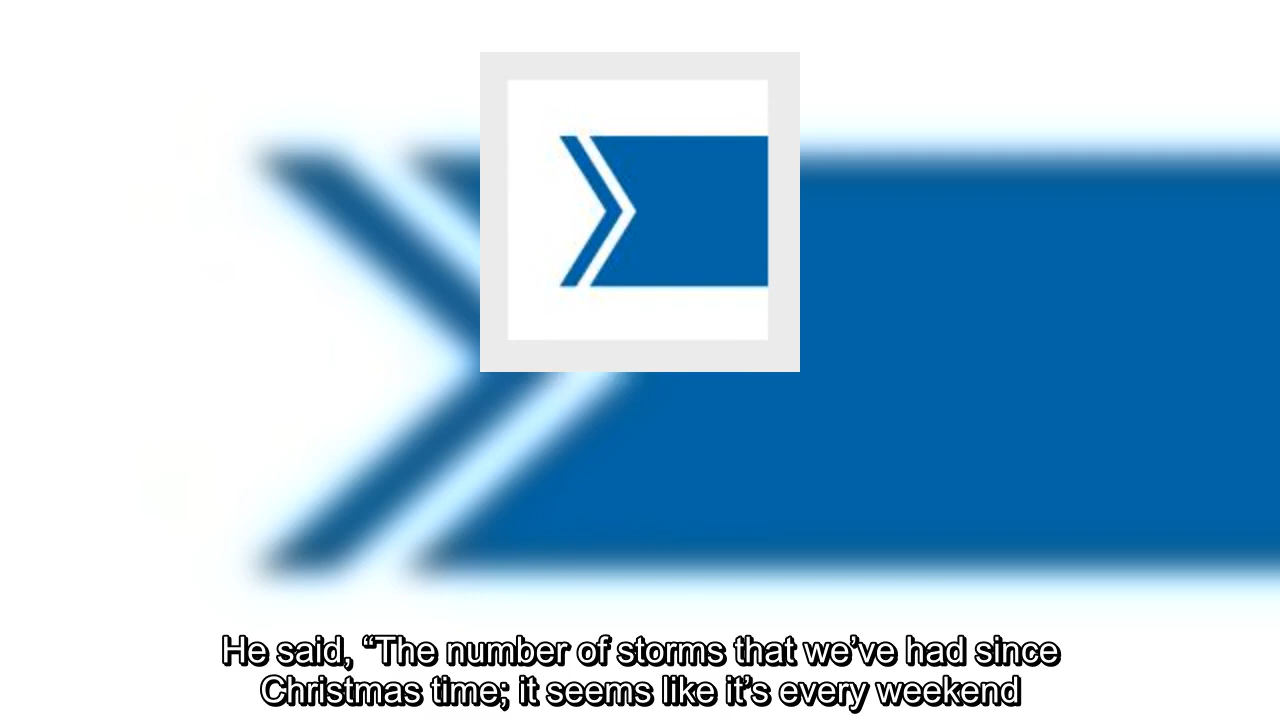 He said, “The number of storms that we’ve had since
Christmas time; it seems like it’s every weekend